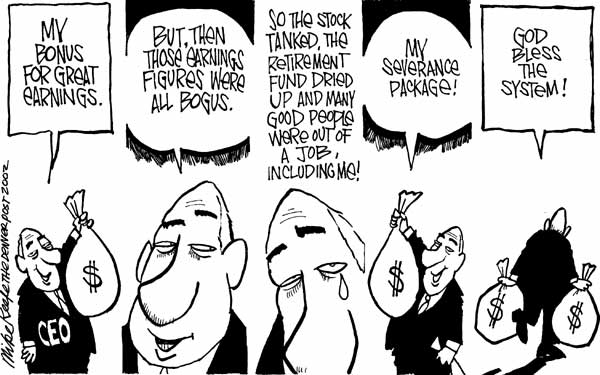 MY
BONUS
FOR GREAT
EARNINGS.
BUT, THEN
THOSE EARNINGS
FIGURES WERE
ALL BOGUS.
SO THE STOCK
TANKED, THE
RETIREMENT
FUND DRIED
UP AND MANY
GOOD PEOPLE
WERE OUT OF
A JOB,
INCLUDING ME!
MY
SEVERANCE
PACKAGE!
GOD
BLESS
THE
SYSTEM!
$
CEO
$
$
$
Mike Keefe THE DENVER POST 2002